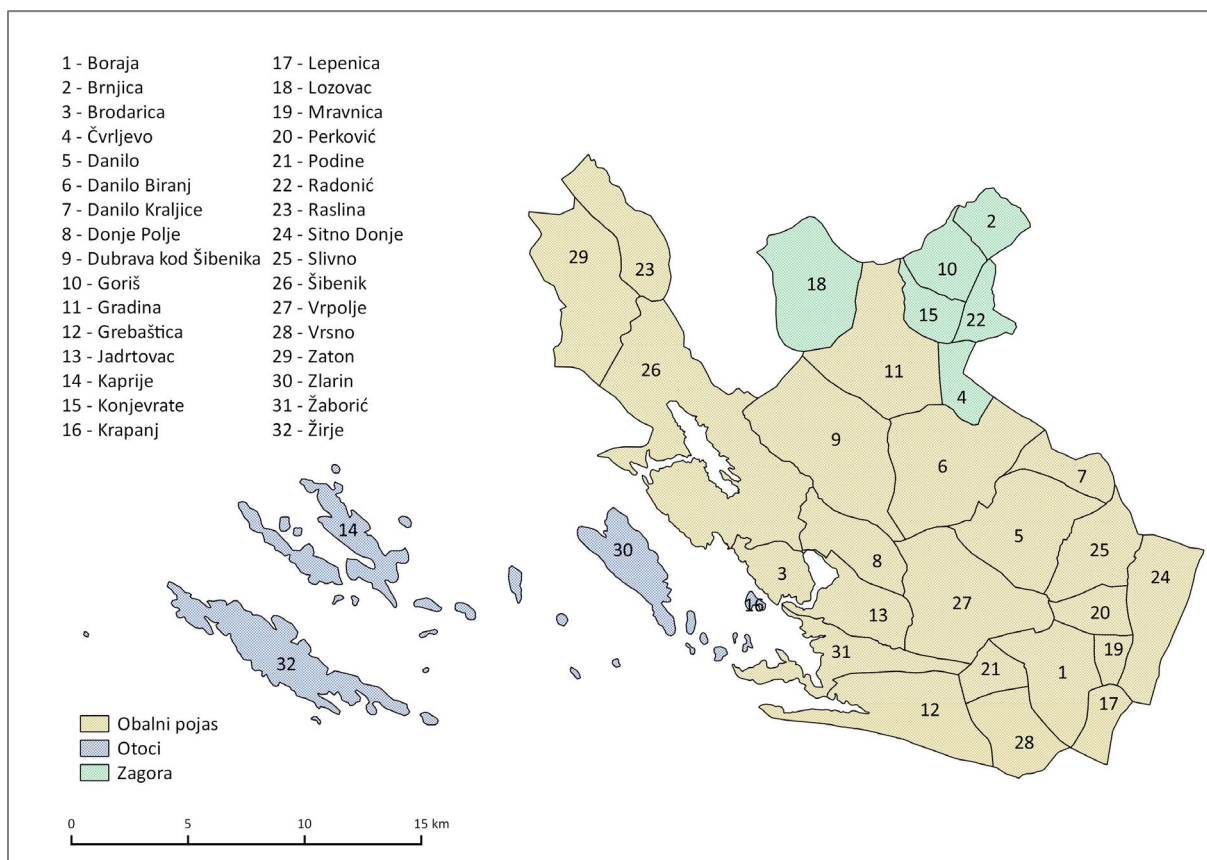 1 - Boraja
2 - Brnjica
3 - Brodarica
4 - Čvrljevo
5 - Danilo
6 - Danilo Biranj
7 - Danilo Kraljice
8 - Donje Polje
9 - Dubrava kod Šibenika
10 - Goriš
11 - Gradina
12 - Grebaštica
13 - Jadrtovac
14 - Kaprije
15 - Konjevrate
16 - Krapanj
17 - Lepenica
18 - Lozovac
19 - Mravnica
20 - Perković
21 - Podine
22 - Radonić
23 - Raslina
24 - Sitno Donje
25 - Slivno
26 - Šibenik
27 - Vrpolje
28 - Vrsno
29 - Zaton
30 - Zlarin
31 - Žaborić
32 - Žirje
2
29
23
10
18
15
22
26
11
4
9
6
7
14
5
30
8
25
3
24
16
13
27
20
32
31
19
21
1
12
17
28
Obalni pojas
Otoci
Zagora
0 5 10 15 km